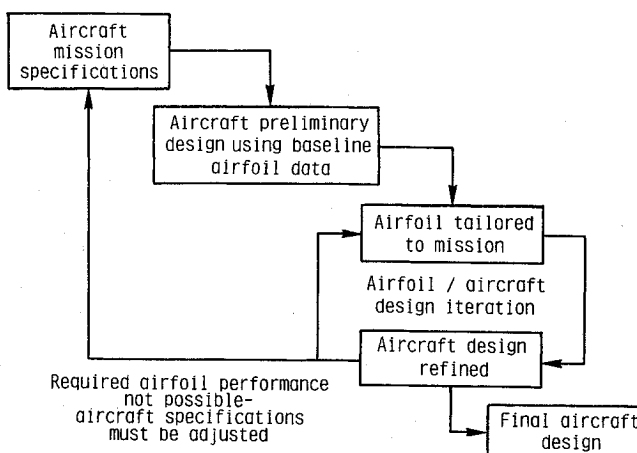 Aircraft
mission
specifications
Aircraft preliminary
design using baseline
airfoil data
Airfoil tailored
to mission
Airfoil / aircraft
design iteration
Aircraft design
refined
Required airfoil performance
not possible-
aircraft specifications
must be adjusted
Final aircraft
design